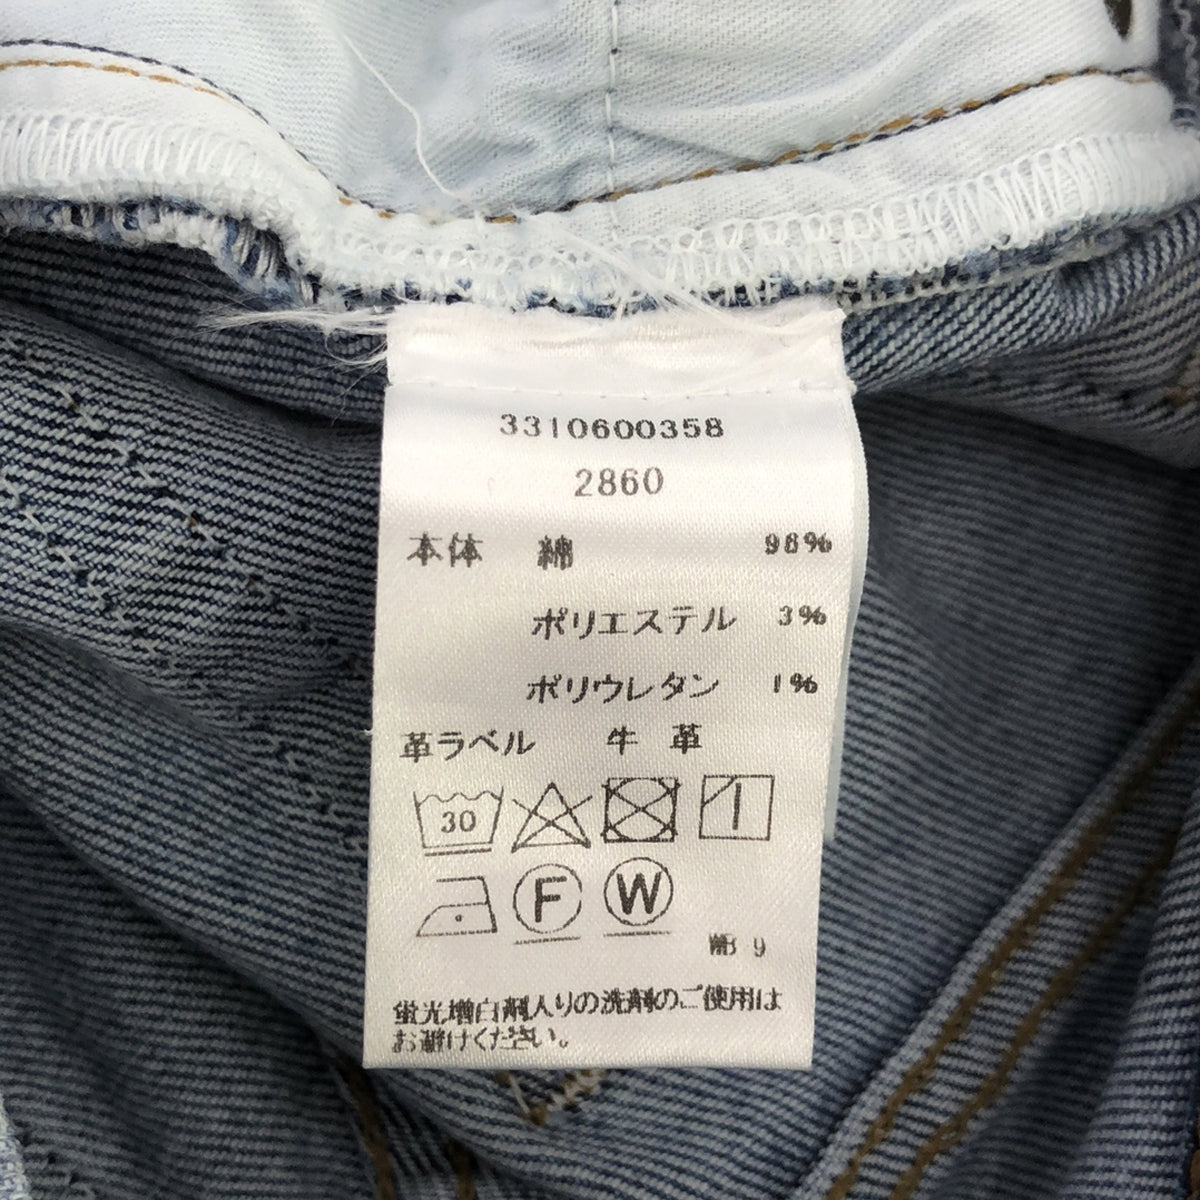 3310600358
2860
本体 綿 96%
ポリエステル 3%
ポリウレタン 1%
革ラベル 牛革
30
F W
9
蛍光増白剤入りの洗剤のご使用は
お避けください。